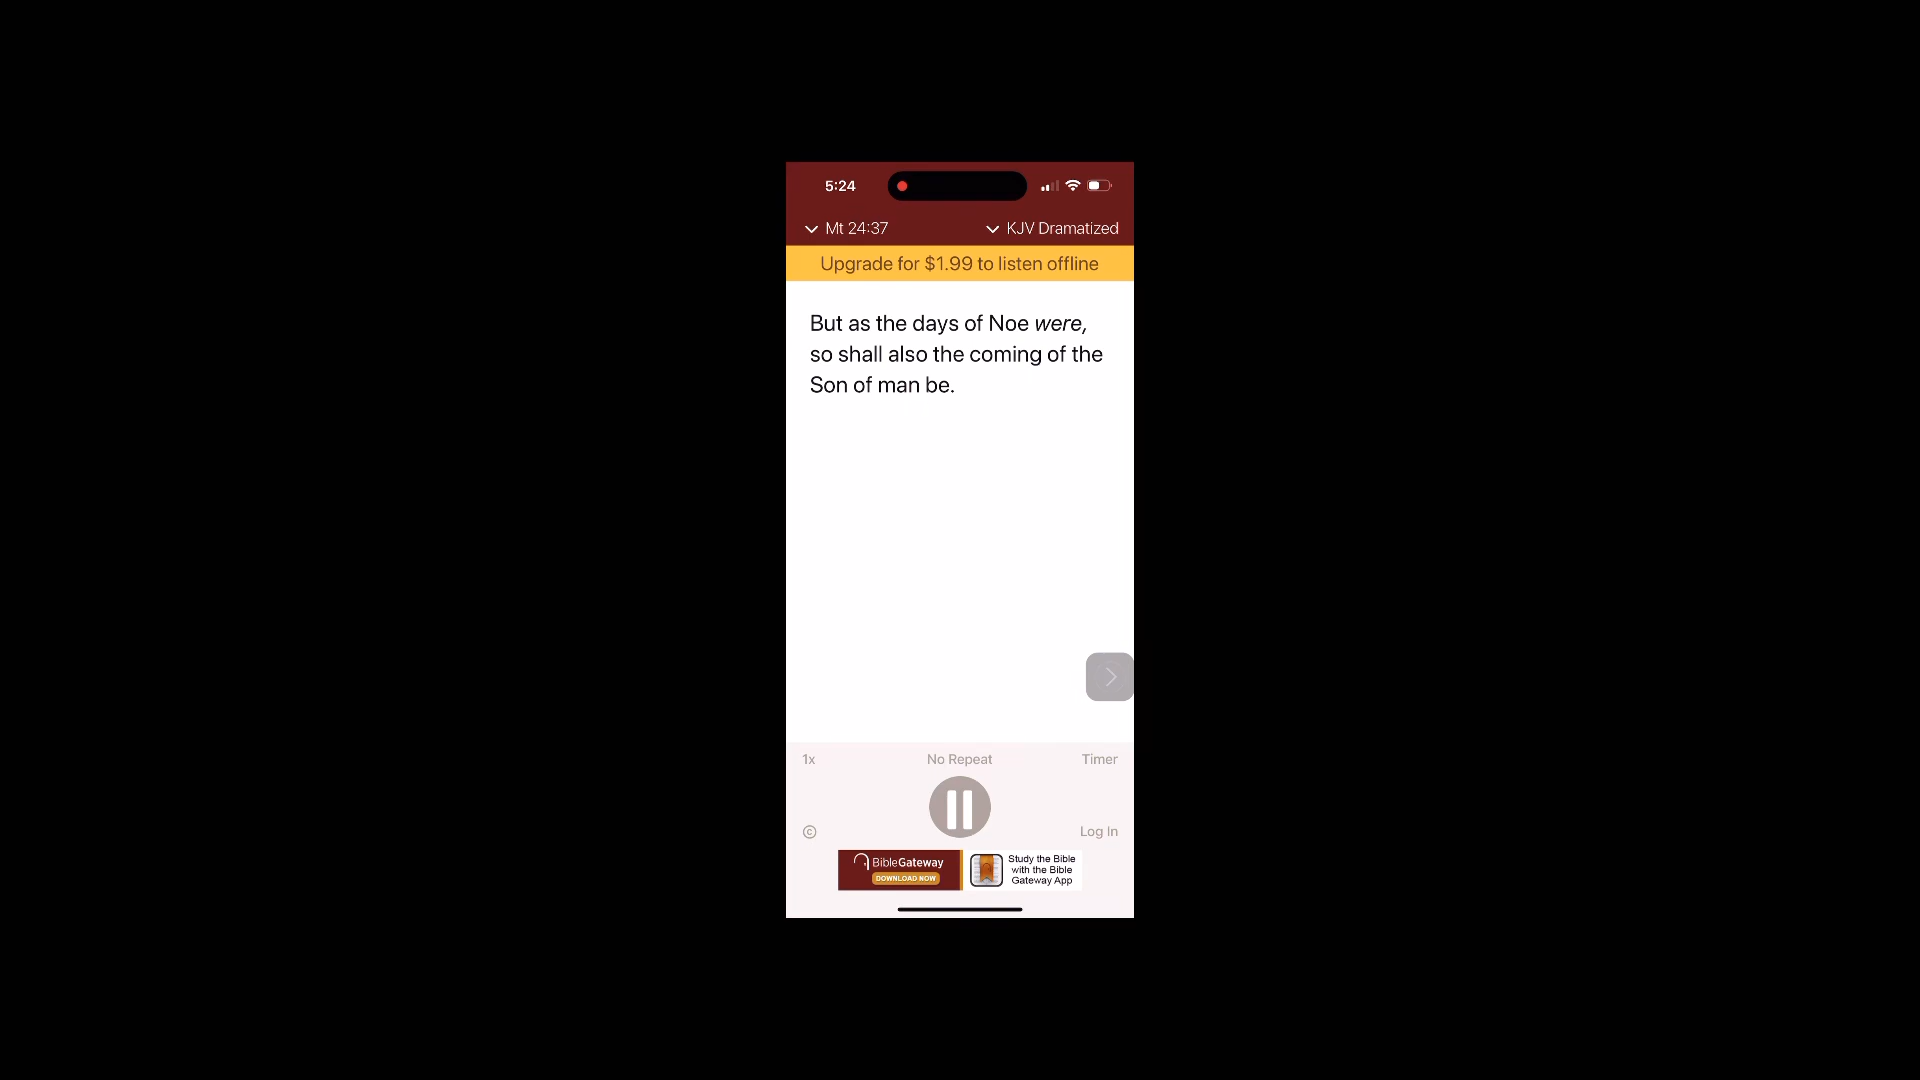 5:24
Mt 24:37
KJV Dramatized
Upgrade for $1.99 to listen offline
But as the days of Noe were,
so shall also the coming of the
Son of man be.
1x
No Repeat
Timer
©
Log In
BibleGateway
DOWNLOAD NOW
Study the Bible
with the Bible
Gateway App